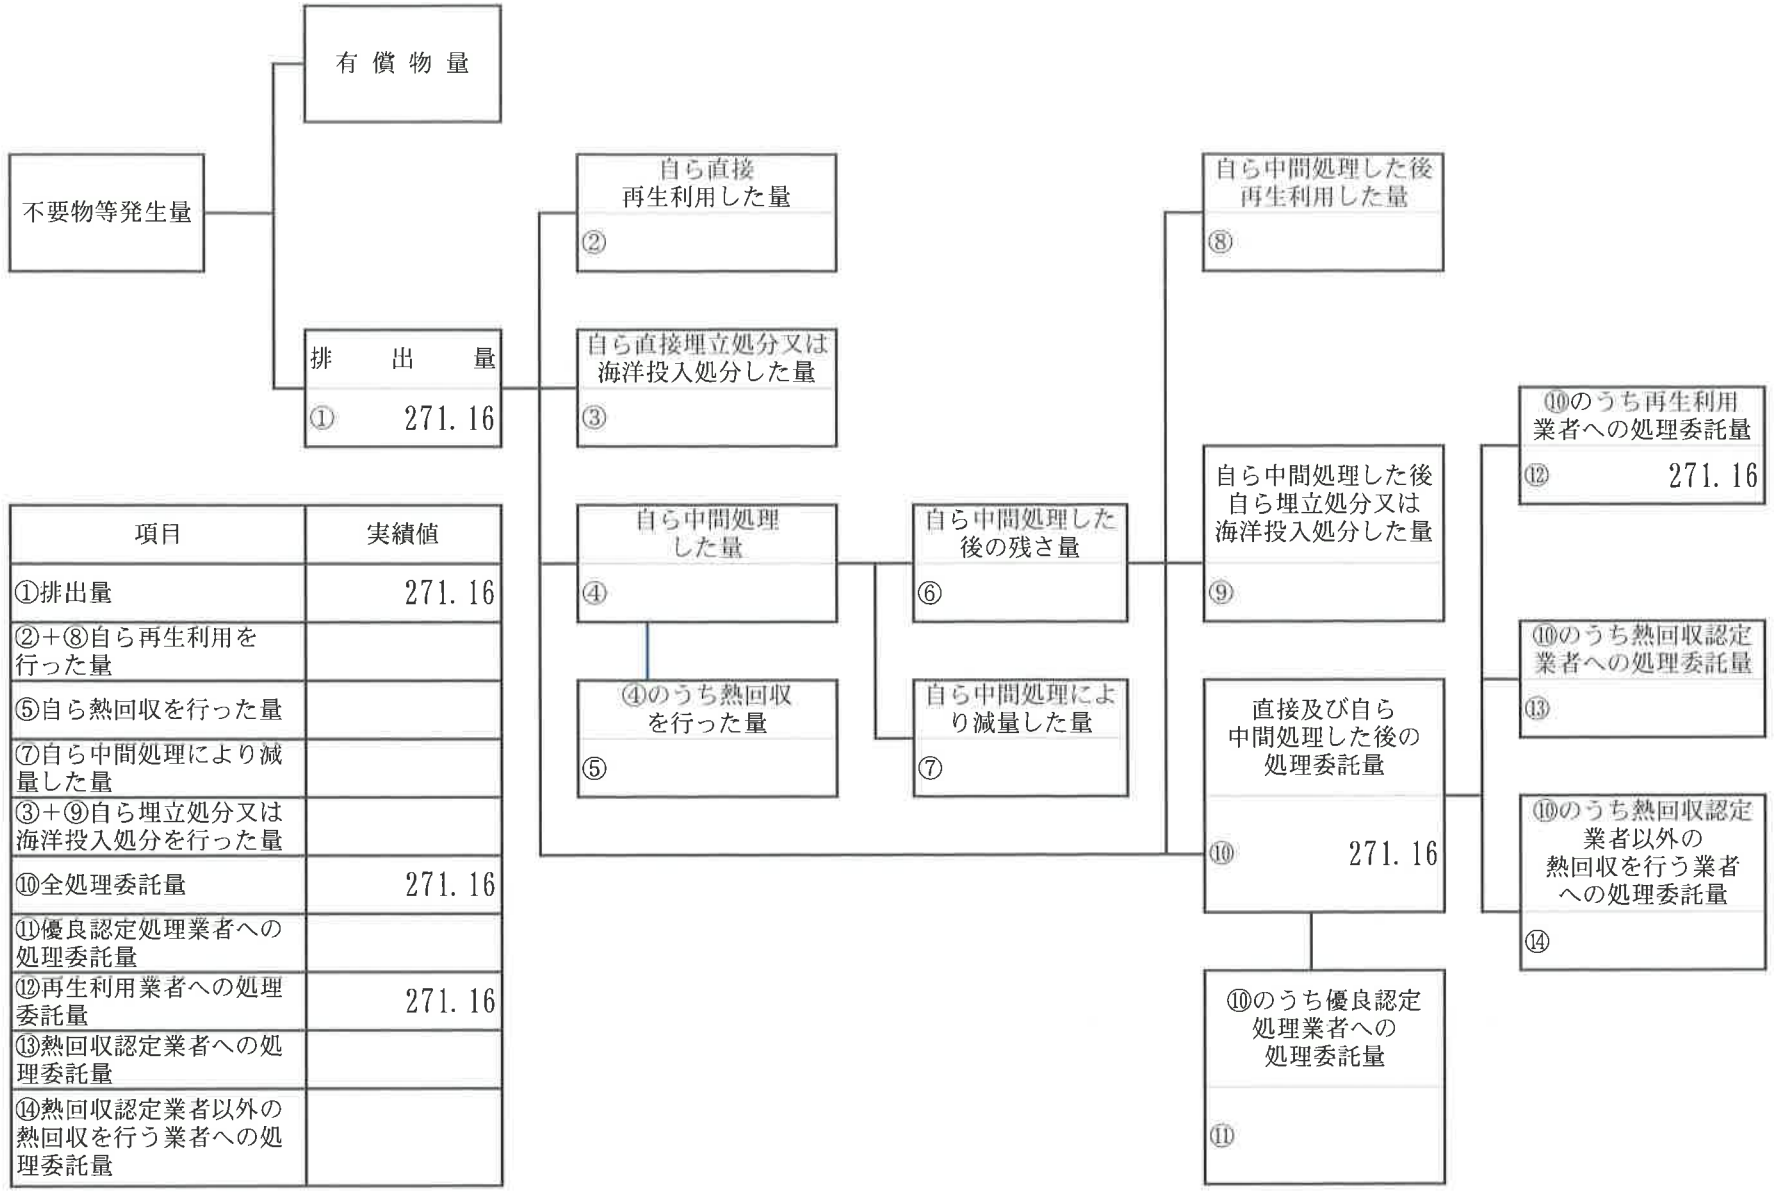 有償物量
不要物等発生量
排出量
① 271.16
自ら直接
再生利用した量
②
自ら直接埋立処分又は
海洋投入処分した量
③
自ら中間処理
した量
④
④のうち熱回収
を行った量
⑤
自ら中間処理した
後の残さ量
⑥
自ら中間処理によ
り減量した量
⑦
自ら中間処理した後
再生利用した量
⑧
自ら中間処理した後
自ら埋立処分又は
海洋投入処分した量
⑨
直接及び自ら
中間処理した後の
処理委託量
⑩ 271.16
⑩のうち優良認定
処理業者への
処理委託量
⑪
⑩のうち再生利用
業者への処理委託量
⑫ 271.16
⑩のうち熱回収認定
業者への処理委託量
⑬
⑩のうち熱回収認定
業者以外の
熱回収を行う業者
への処理委託量
⑭
項目 実績値
①排出量 271.16
②+⑧自ら再生利用を
行った量
⑤自ら熱回収を行った量
⑦自ら中間処理により減
量した量
③+⑨自ら埋立処分又は
海洋投入処分を行った量
⑩全処理委託量 271.16
⑪優良認定処理業者への
処理委託量
⑫再生利用業者への処理
委託量 271.16
⑬熱回収認定業者への処
理委託量
⑭熱回収認定業者以外の
熱回収を行う業者への処
理委託量